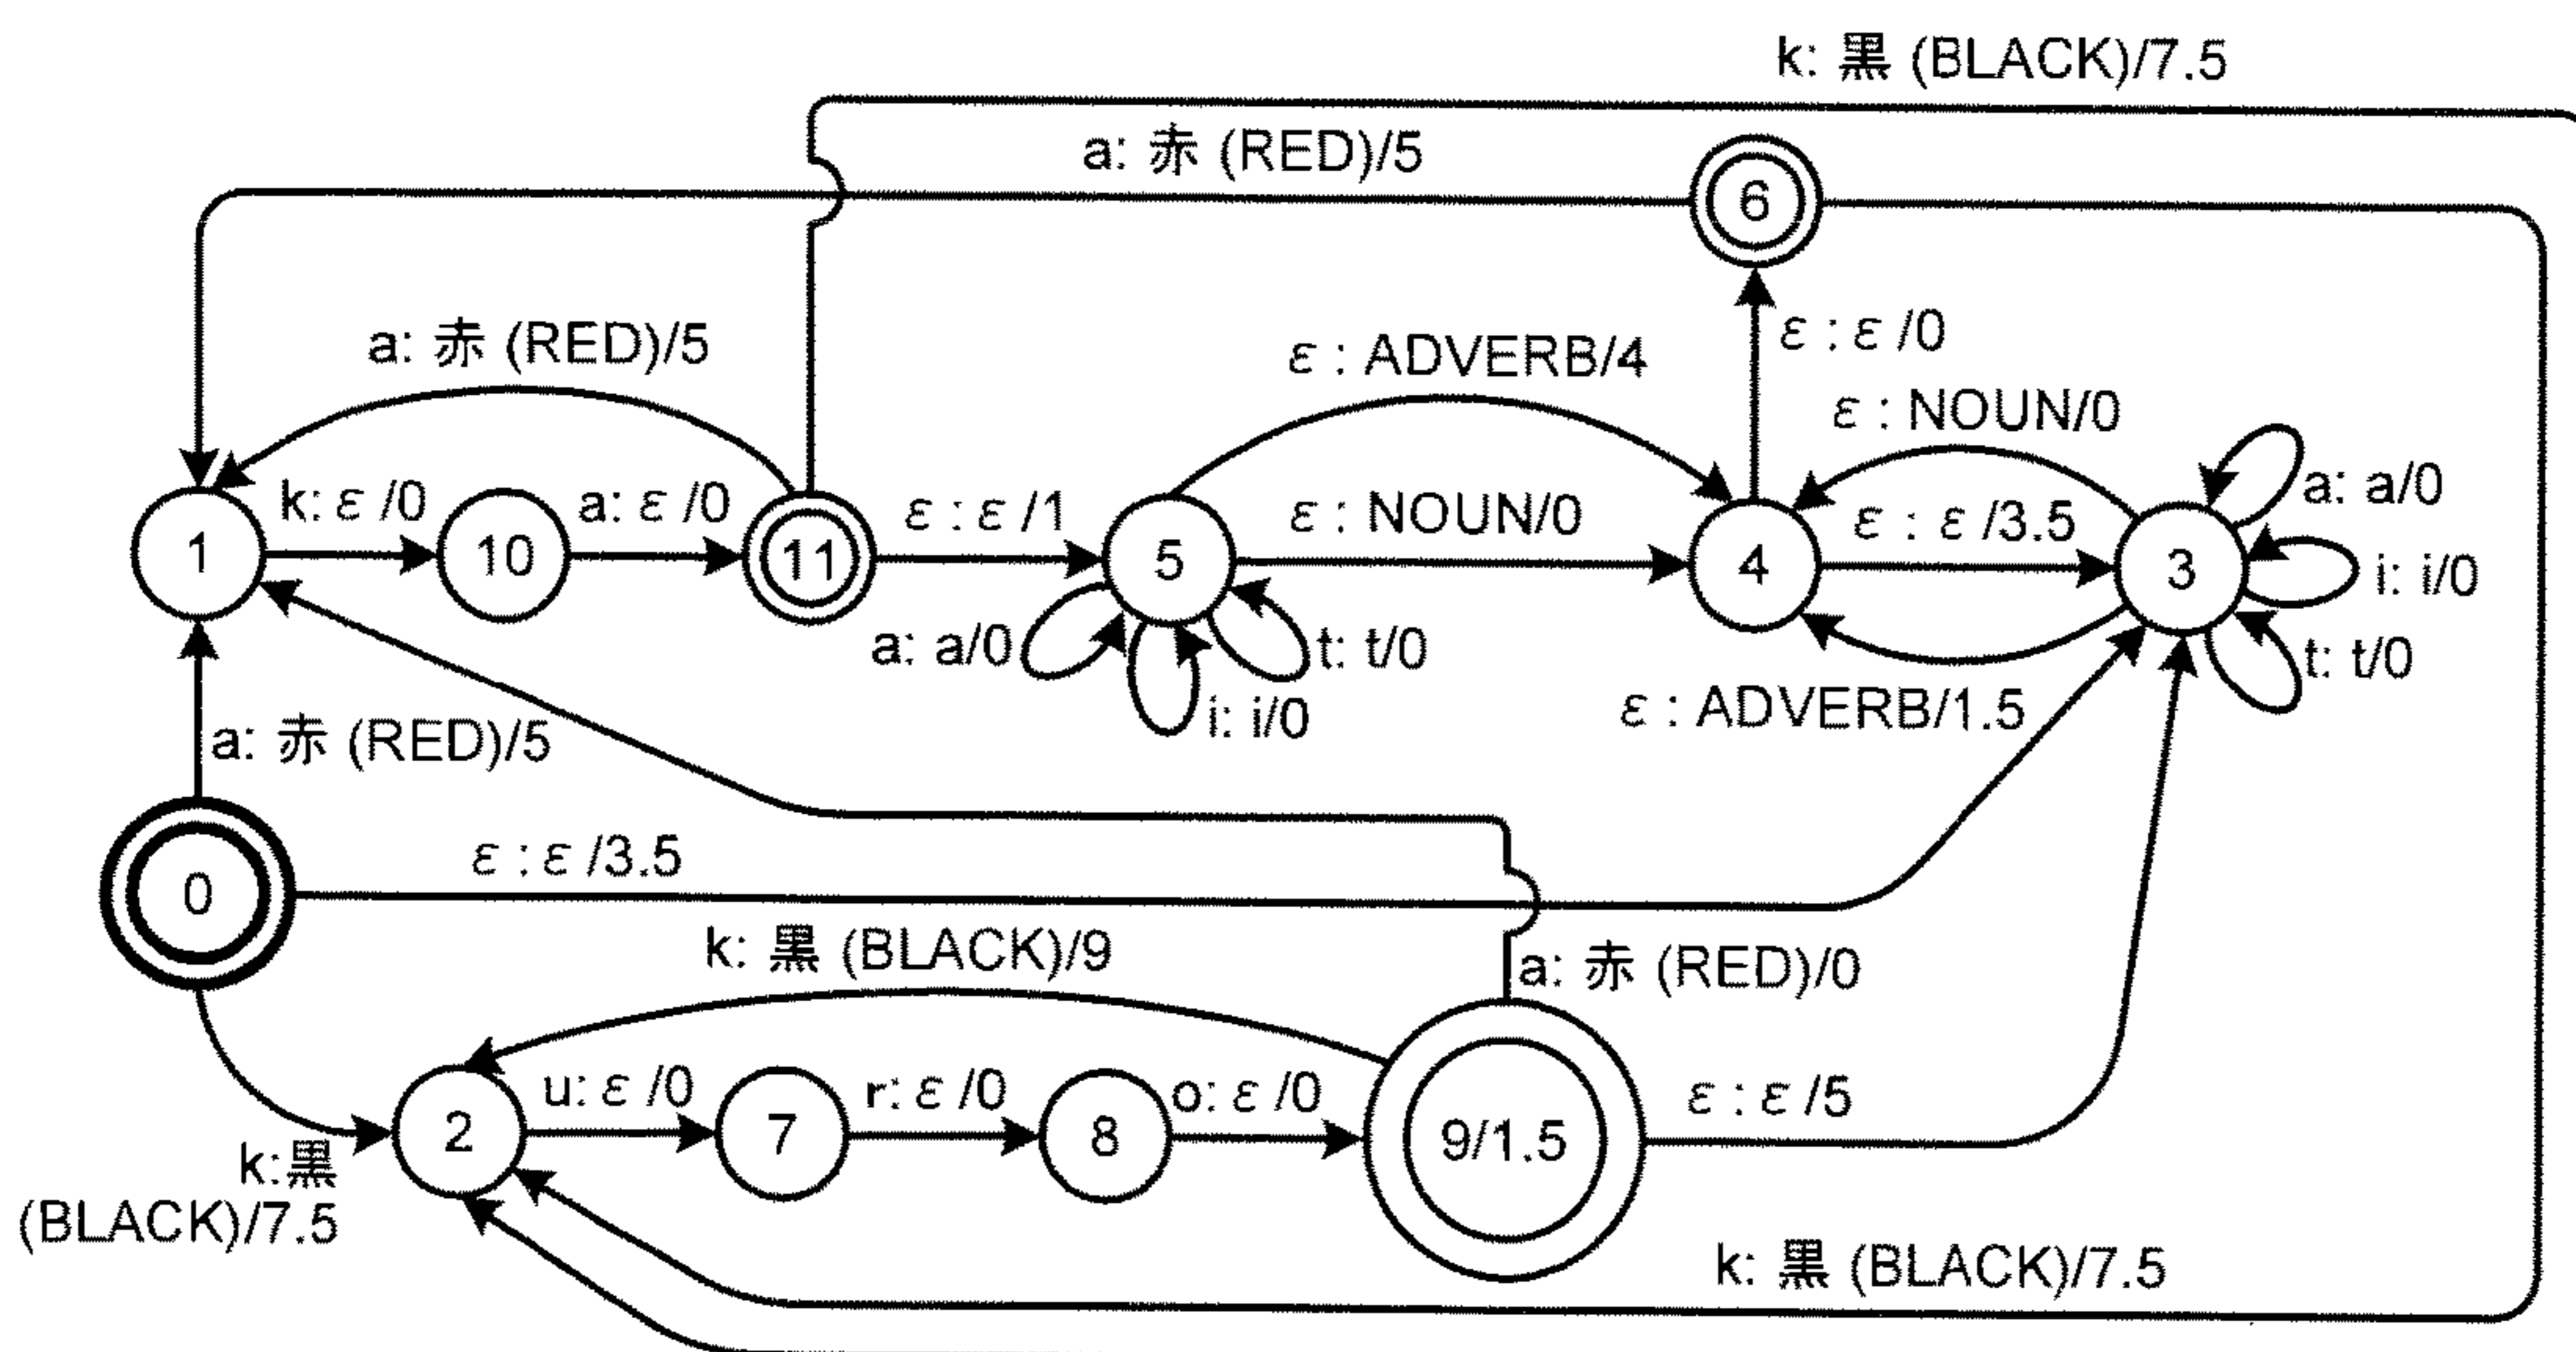 k: 黒 (BLACK)/7.5
a: 赤 (RED)/5
6
ε : ε /0
a: 赤 (RED)/5
ε : ADVERB/4
ε : NOUN/0
k: ε /0
a: ε /0
ε : ε /1
ε : NOUN/0
ε : ε /3.5
a: a/0
1
10
11
5
4
3
i: i/0
a: a/0
t: t/0
t: t/0
i: i/0
ε : ADVERB/1.5
a: 赤 (RED)/5
ε : ε /3.5
0
k: 黒 (BLACK)/9
a: 赤 (RED)/0
u: ε /0
r: ε /0
o: ε /0
ε : ε /5
2
7
8
9/1.5
k:黒
(BLACK)/7.5
k: 黒 (BLACK)/7.5